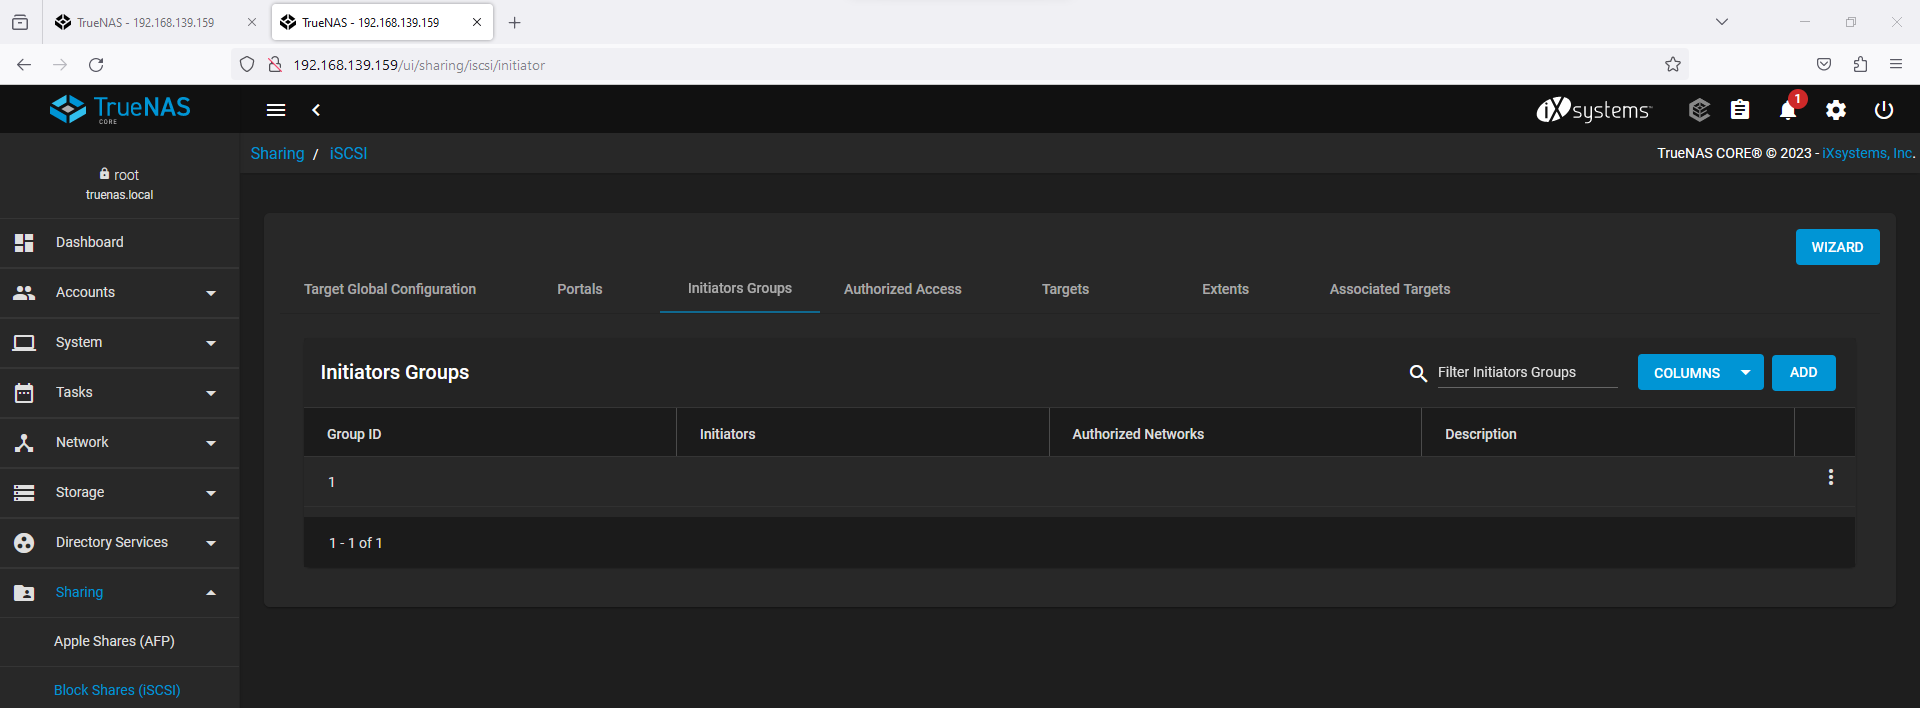 TrueNAS - 192.168.139.159
TrueNAS - 192.168.139.159
192.168.139.159/ui/sharing/iscsi/initiator
TrueNAS
CORE
iXsystems
1
Sharing / iSCSI
TrueNAS CORE® © 2023 - iXsystems, Inc.
root
truenas.local
Dashboard
Accounts
System
Tasks
Network
Storage
Directory Services
Sharing
Apple Shares (AFP)
Block Shares (iSCSI)
WIZARD
Target Global Configuration Portals Initiators Groups Authorized Access Targets Extents Associated Targets
Initiators Groups
Filter Initiators Groups COLUMNS ADD
Group ID Initiators Authorized Networks Description
1
1 - 1 of 1